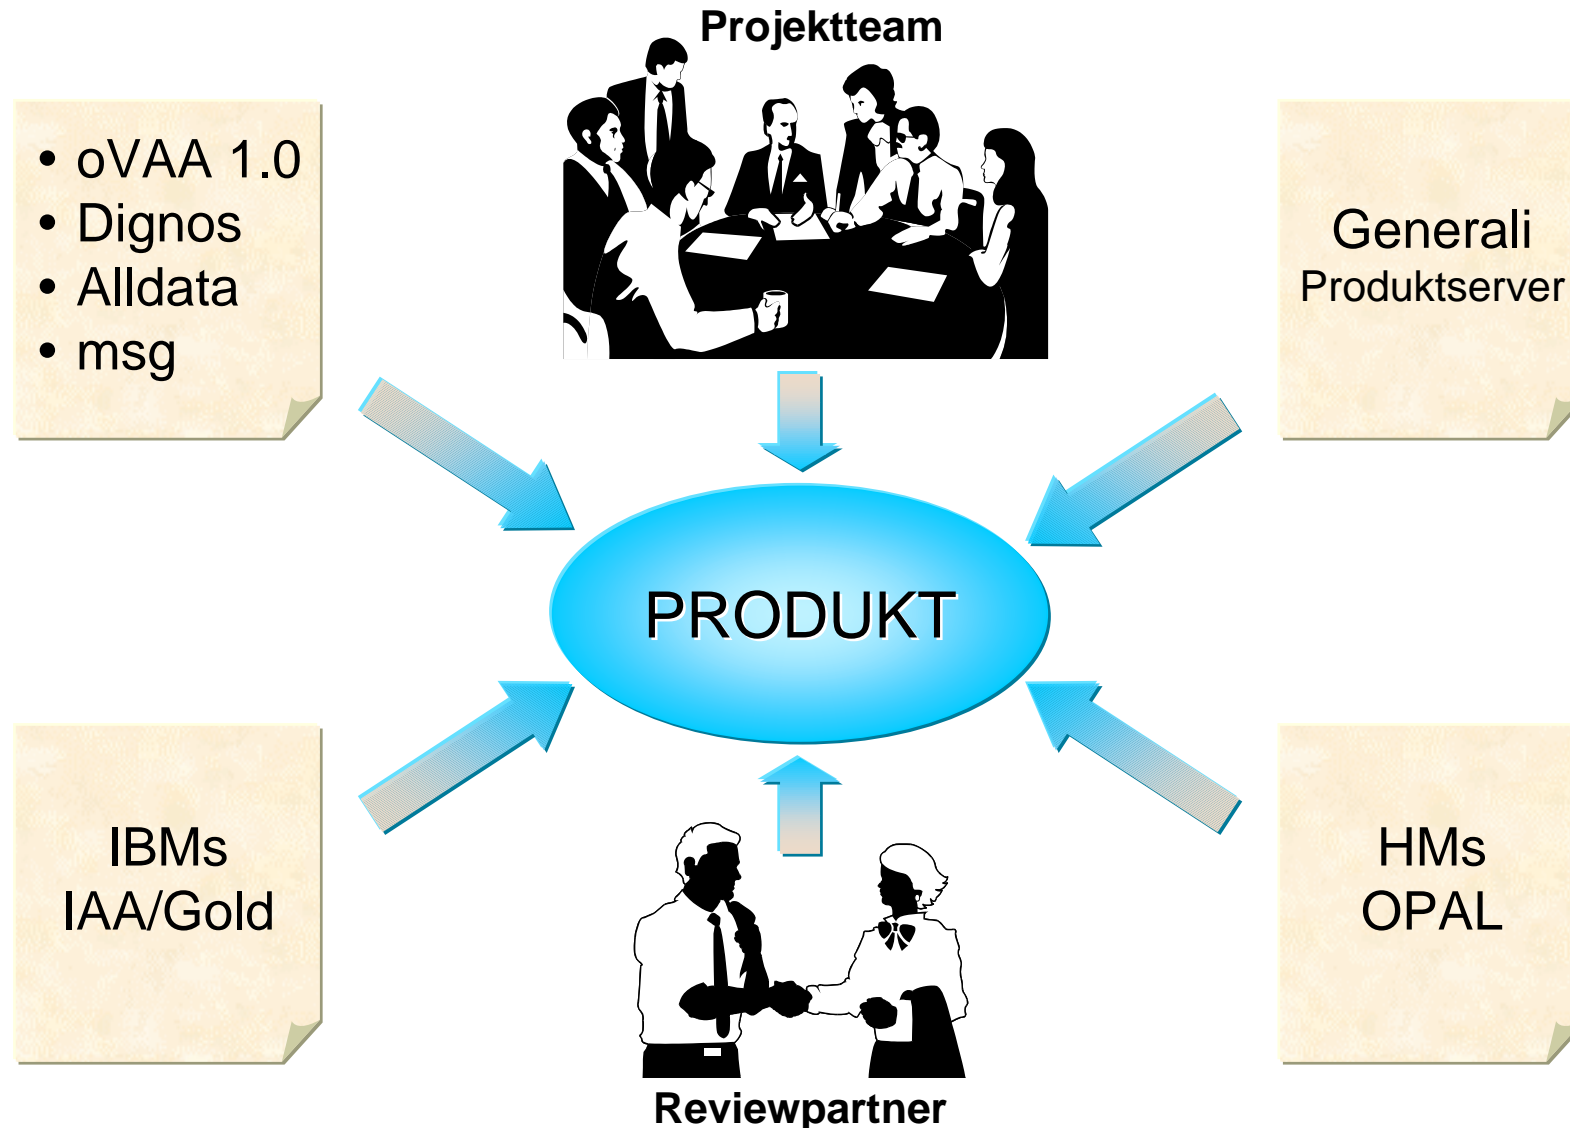 Projektteam
• oVAA 1.0
• Dignos
• Alldata
• msg
Generali
Produktserver
PRODUKT
IBMs
IAA/Gold
HMs
OPAL
Reviewpartner